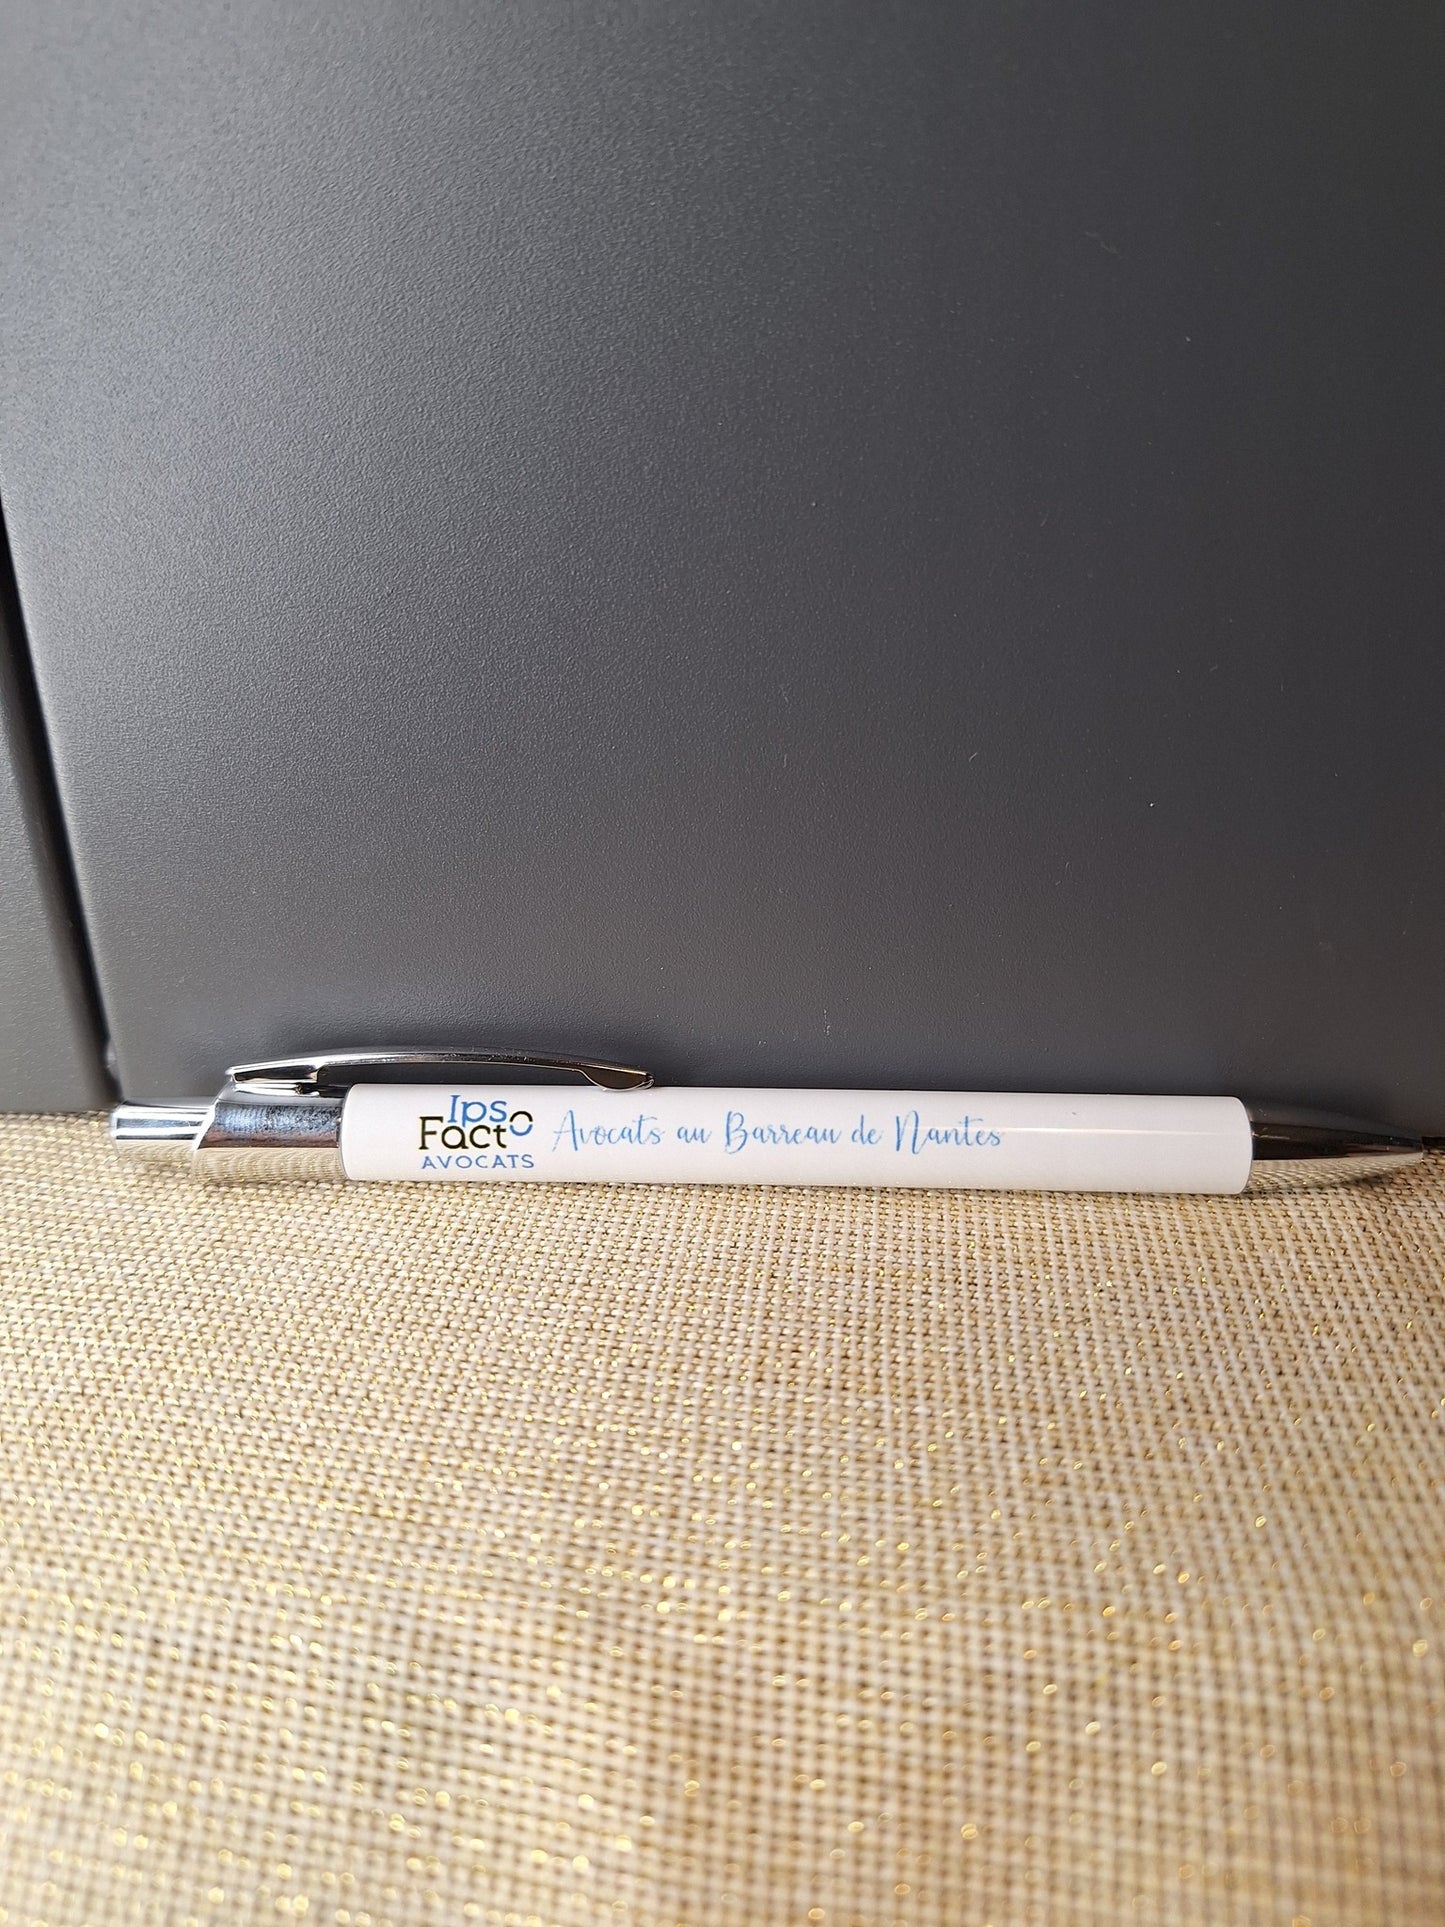 Ipso
Facto
AVOCATS
Avocats au Barreau de Nantes